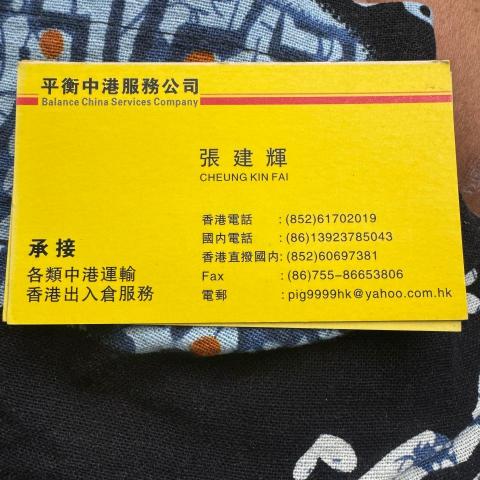 平衡中港服務公司
Balance China Services Company
張建輝
CHEUNG KIN FAI
香港電話 : (852)61702019
國內電話 : (86)13923785043
香港直撥國內: (852)60697381
Fax : (86)755-86653806
電郵 : pig9999hk@yahoo.com.hk
承接
各類中港運輸
香港出入倉服務